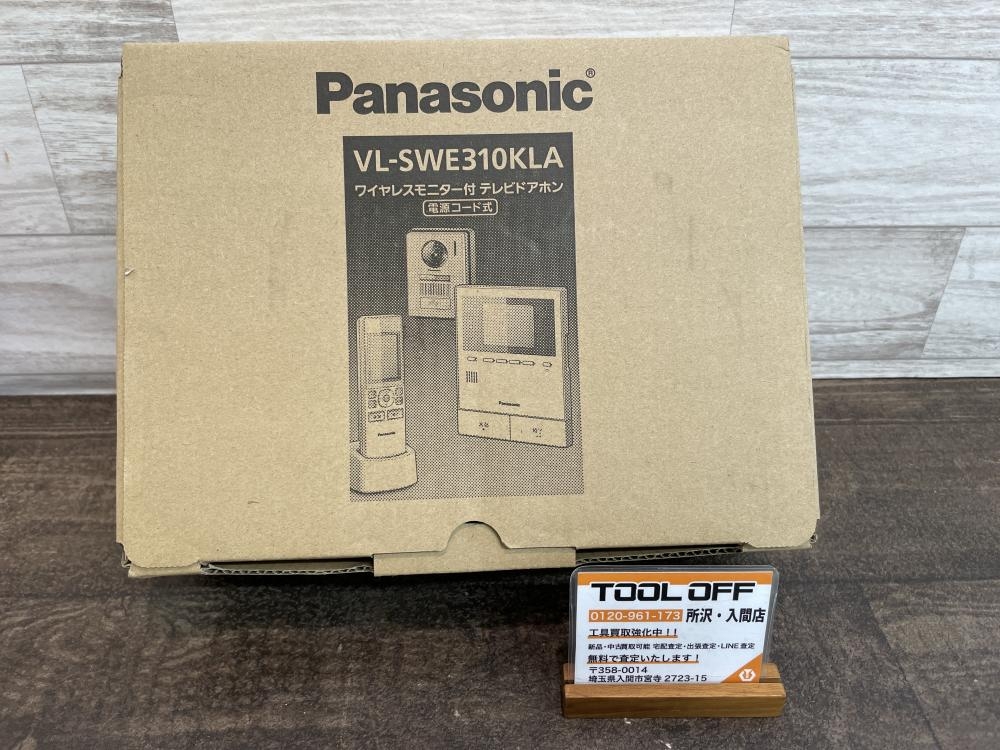 Panasonic®
VL-SWE310KLA
ワイヤレスモニター付 テレビドアホン
電源コード式
Panasonic
Panasonic
TOOL OFF
0120-961-173 所沢・入間店
工具買取強化中！！
新品・中古買取可能 宅配査定・出張査定・LINE査定
無料で査定いたします！
〒358-0014
埼玉県入間市宮寺 2723-15